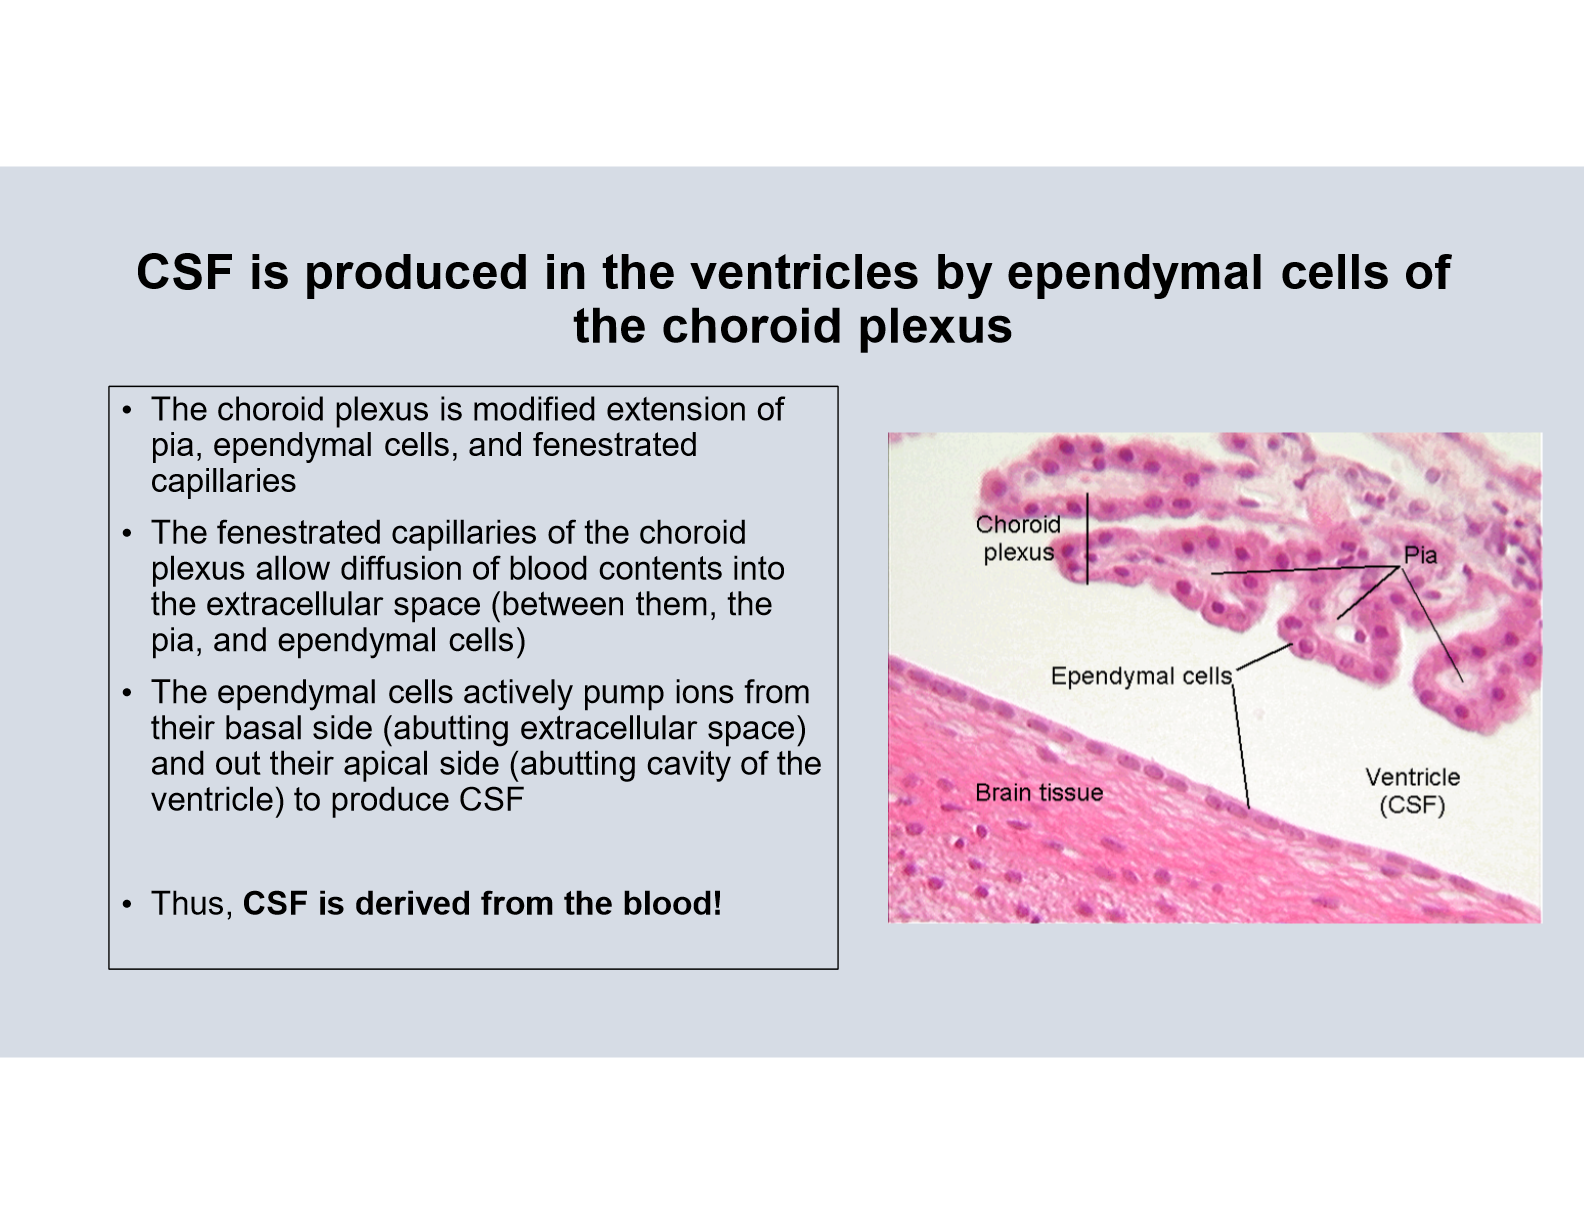 CSF is produced in the ventricles by ependymal cells of
the choroid plexus
• The choroid plexus is modified extension of
pia, ependymal cells, and fenestrated
capillaries
• The fenestrated capillaries of the choroid
plexus allow diffusion of blood contents into
the extracellular space (between them, the
pia, and ependymal cells)
• The ependymal cells actively pump ions from
their basal side (abutting extracellular space)
and out their apical side (abutting cavity of the
ventricle) to produce CSF
• Thus, CSF is derived from the blood!
Choroid
plexus
Pia
Ependymal cells
Brain tissue
Ventricle
(CSF)